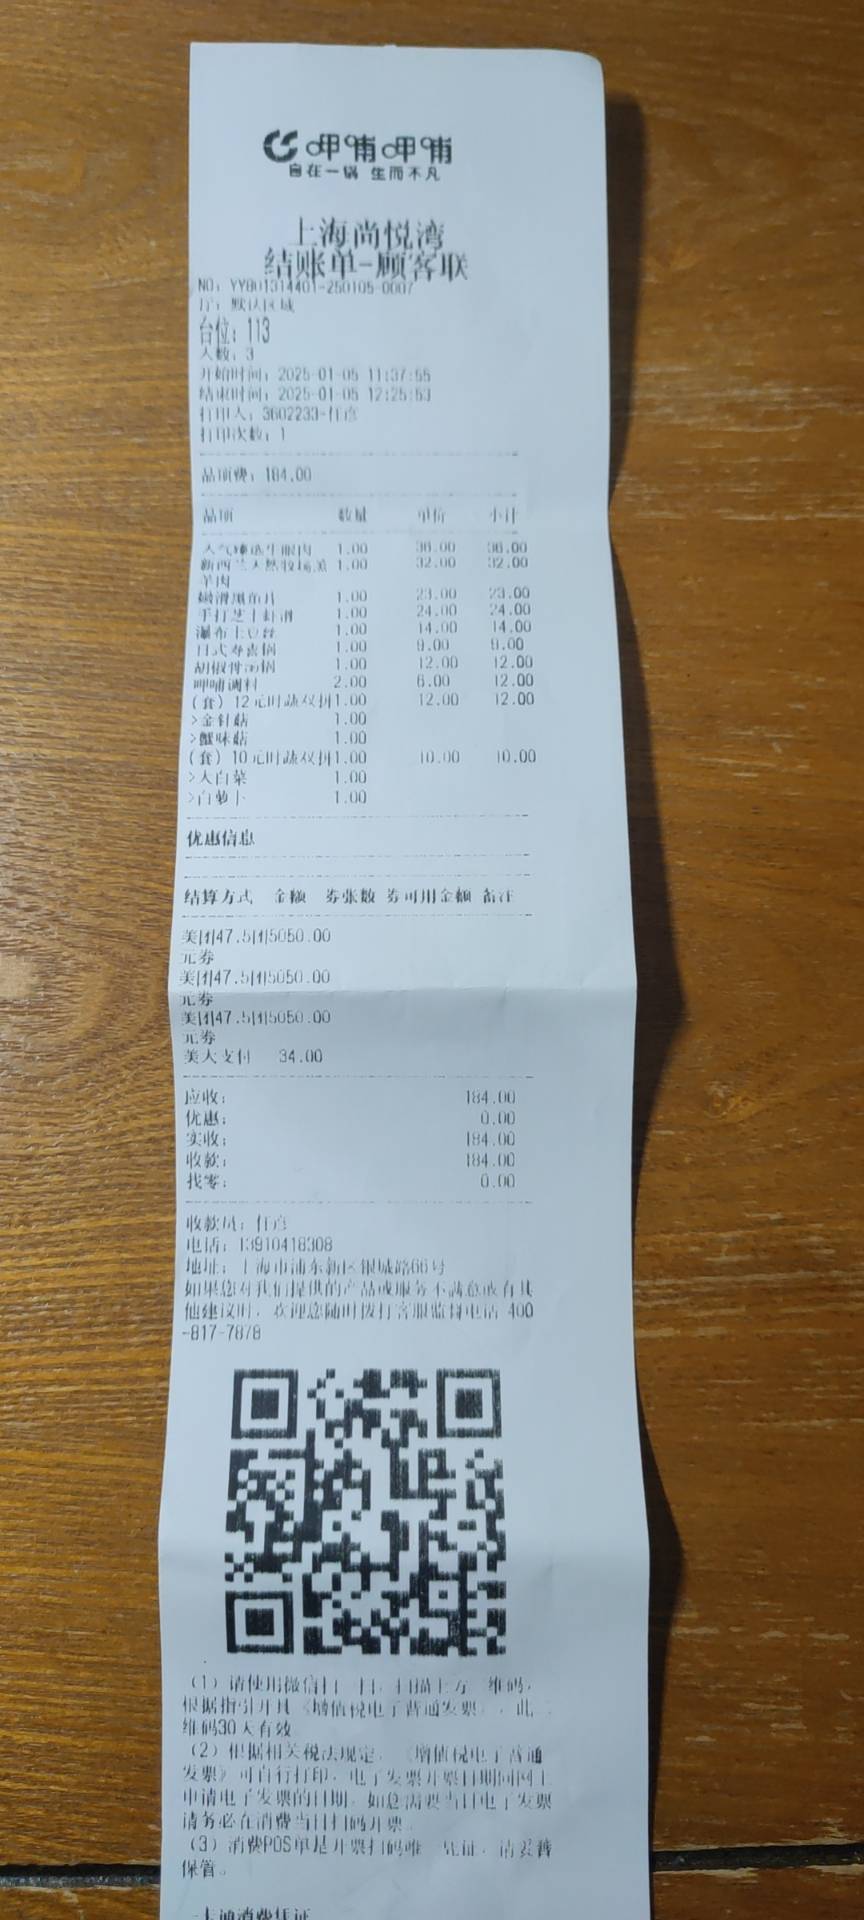 呷哺呷哺
自在一锅 生而不凡
上海尚悦湾
结账单-顾客联
NO: YYB01314401-250105-0007
厅: 默认区域
台位: 113
人数: 3
开始时间: 2025-01-05 11:37:55
结束时间: 2025-01-05 12:25:53
打印人: 3602233-任彦
打印次数: 1
品项费: 184.00
品项 数量 单价 小计
人气臻选牛眼肉 1.00 36.00 36.00
新西兰天然牧场羔 1.00 32.00 32.00
羊肉
嫩滑黑鱼片 1.00 23.00 23.00
手打芝士虾滑 1.00 24.00 24.00
瀑布土豆丝 1.00 14.00 14.00
日式寿喜锅 1.00 9.00 9.00
胡椒骨汤锅 1.00 12.00 12.00
呷哺调料 2.00 6.00 12.00
(套) 12元时蔬双拼1.00 12.00 12.00
>金针菇 1.00
>蟹味菇 1.00
(套) 10元时蔬双拼1.00 10.00 10.00
>大白菜 1.00
>白萝卜 1.00
优惠信息
结算方式 金额 券张数 券可用金额 备注
美团47.5抵5050.00
元券
美团47.5抵5050.00
元券
美团47.5抵5050.00
元券
美大支付 34.00
应收: 184.00
优惠: 0.00
实收: 184.00
收款: 184.00
找零: 0.00
收款员: 任彦
电话: 13910418308
地址: 上海市浦东新区银城路66号
如果您对我们提供的产品或服务不满意或有其
他建议时, 欢迎您随时拨打客服监督电话 400
-817-7878
(1) 请使用微信扫一扫, 扫描上方二维码,
根据指引开具《增值税电子普通发票》, 此二
维码30天有效
(2) 根据相关税法规定, 《增值税电子普通
发票》可自行打印, 电子发票开票日期同网上
申请电子发票的日期, 如您需要当日电子发票
请务必在消费当日扫码开票。
(3) 消费POS单是开票扫码唯一凭证, 请妥善
保管。
一卡通消费凭证